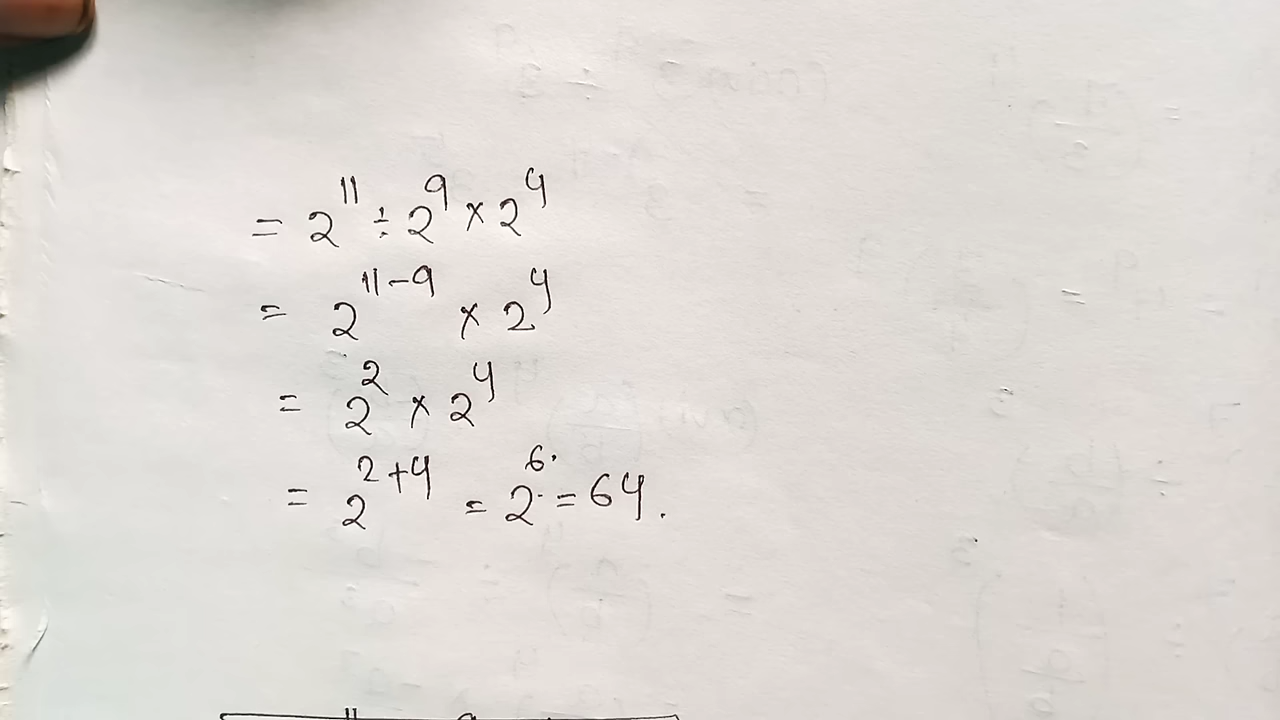 = 2^11 ÷ 2^9 × 2^4
= 2^11-9 × 2^4
= 2^2 × 2^4
= 2^2+4 = 2^6 = 64.